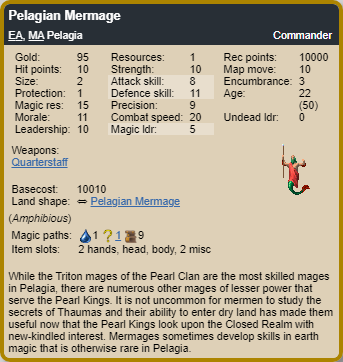 Pelagian Mermage
EA, MA Pelagia Commander
Gold: 95 Resources: 1 Rec points: 10000
Hit points: 10 Strength: 10 Map move: 10
Size: 2 Attack skill: 8 Encumbrance: 3
Protection: 1 Defence skill: 11 Age: 22
Magic res: 15 Precision: 9 (50)
Morale: 11 Combat speed: 20 Undead ldr: 0
Leadership: 10 Magic ldr: 5
Weapons:
Quarterstaff
Basecost: 10010
Land shape: ⇔ Pelagian Mermage
(Amphibious)
Magic paths: 1 ? 1 9
Item slots: 2 hands, head, body, 2 misc
While the Triton mages of the Pearl Clan are the most skilled mages
in Pelagia, there are numerous other mages of lesser power that
serve the Pearl Kings. It is not uncommon for mermen to study the
secrets of Thaumas and their ability to enter dry land has made them
useful now that the Pearl Kings look upon the Closed Realm with
new-kindled interest. Mermages sometimes develop skills in earth
magic that is otherwise rare in Pelagia.